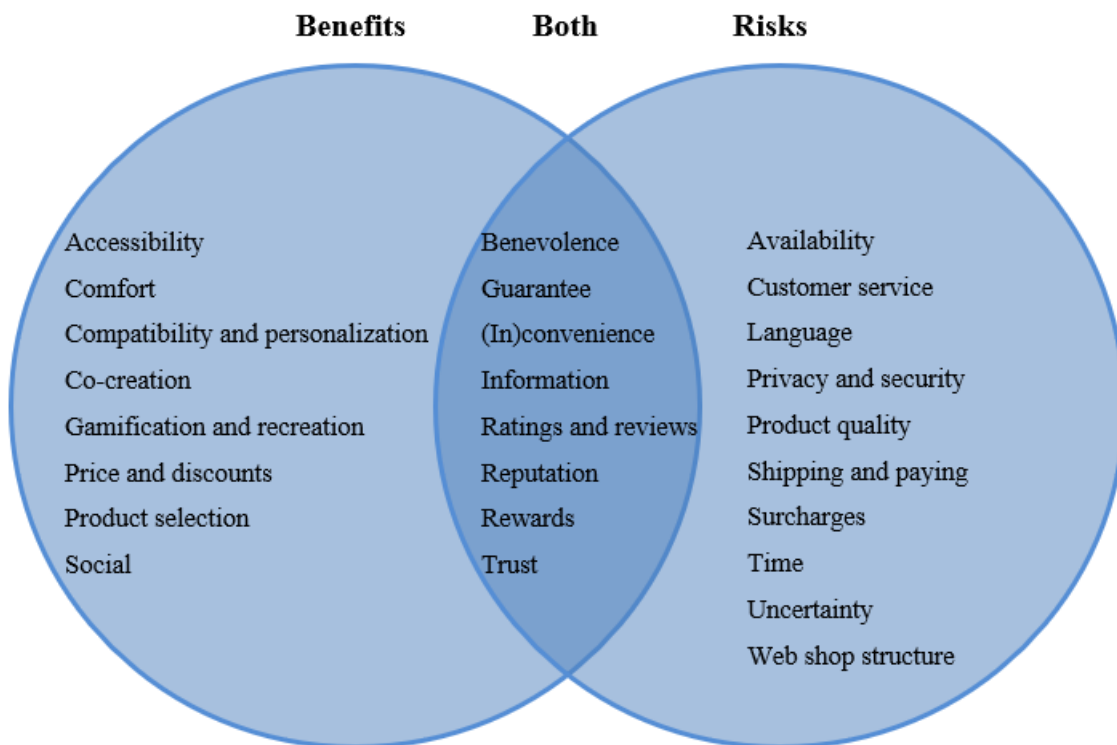 Benefits
Both
Risks
Accessibility
Comfort
Compatibility and personalization
Co-creation
Gamification and recreation
Price and discounts
Product selection
Social
Benevolence
Guarantee
(In)convenience
Information
Ratings and reviews
Reputation
Rewards
Trust
Availability
Customer service
Language
Privacy and security
Product quality
Shipping and paying
Surcharges
Time
Uncertainty
Web shop structure